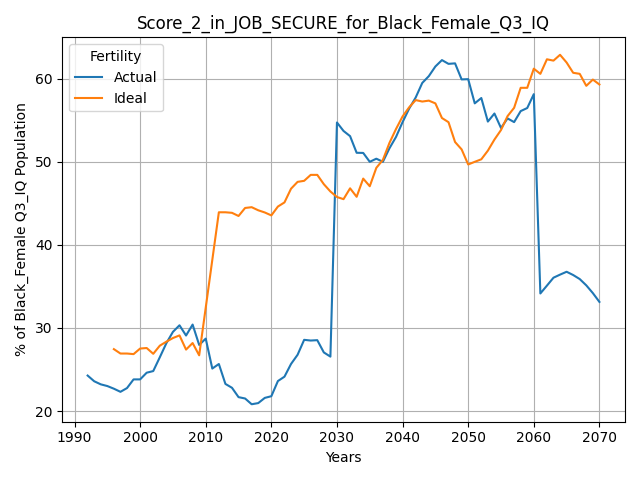 Score_2_in_JOB_SECURE_for_Black_Female_Q3_IQ
Fertility
Actual
Ideal
% of Black_Female Q3_IQ Population
60
50
40
30
20
1990 2000 2010 2020 2030 2040 2050 2060 2070
Years